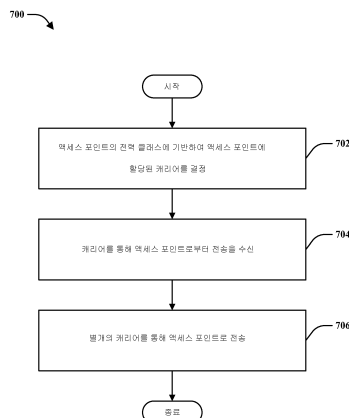 700
시작
액세스 포인트의 전력 클래스에 기반하여 액세스 포인트에
할당된 캐리어를 결정
702
캐리어를 통해 액세스 포인트로부터 전송을 수신
704
별개의 캐리어를 통해 액세스 포인트로 전송
706
종료